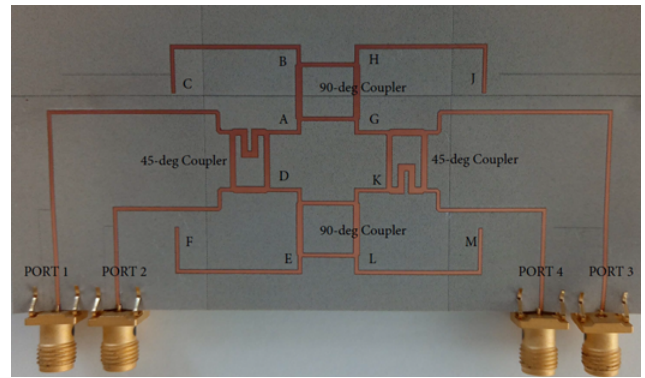 B
H
C
90-deg Coupler
J
A
G
45-deg Coupler
45-deg Coupler
D
K
F
90-deg Coupler
M
E
L
PORT 1
PORT 2
PORT 4
PORT 3